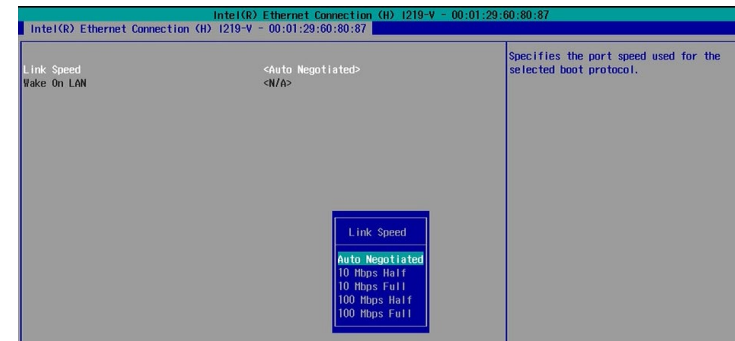 Intel(R) Ethernet Connection (H) I219-V - 00:01:29:60:80:87
Intel(R) Ethernet Connection (H) I219-V - 00:01:29:60:80:87
Link Speed <Auto Negotiated>
Wake On LAN <N/A>
Specifies the port speed used for the
selected boot protocol.
Link Speed
Auto Negotiated
10 Mbps Half
10 Mbps Full
100 Mbps Half
100 Mbps Full